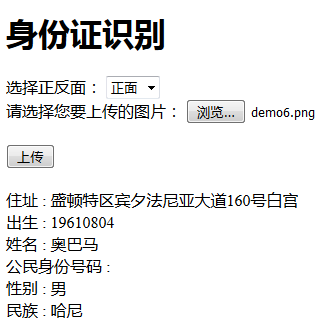 身份证识别
选择正反面： 正面
请选择您要上传的图片： 浏览... demo6.png
上传
住址 : 盛顿特区宾夕法尼亚大道160号白宫
出生 : 19610804
姓名 : 奥巴马
公民身份号码 :
性别 : 男
民族 : 哈尼